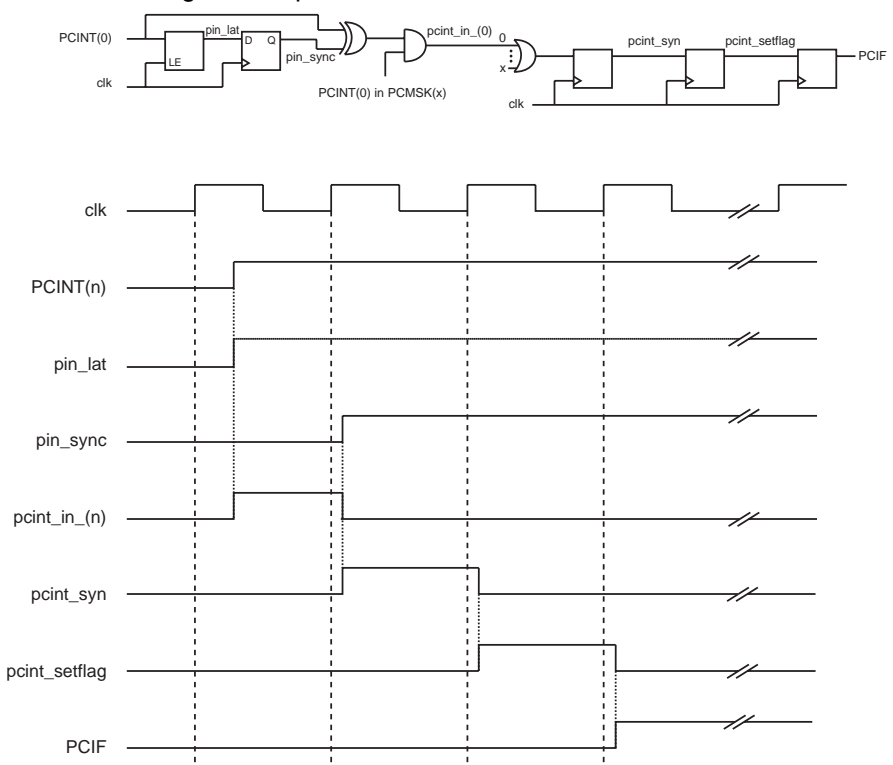 PCINT(0)
pin_lat
D Q
LE
pin_sync
clk
pcint_in_(0)
0
x
PCINT(0) in PCMSK(x)
pcint_syn
pcint_setflag
PCIF
clk
clk
PCINT(n)
pin_lat
pin_sync
pcint_in_(n)
pcint_syn
pcint_setflag
PCIF